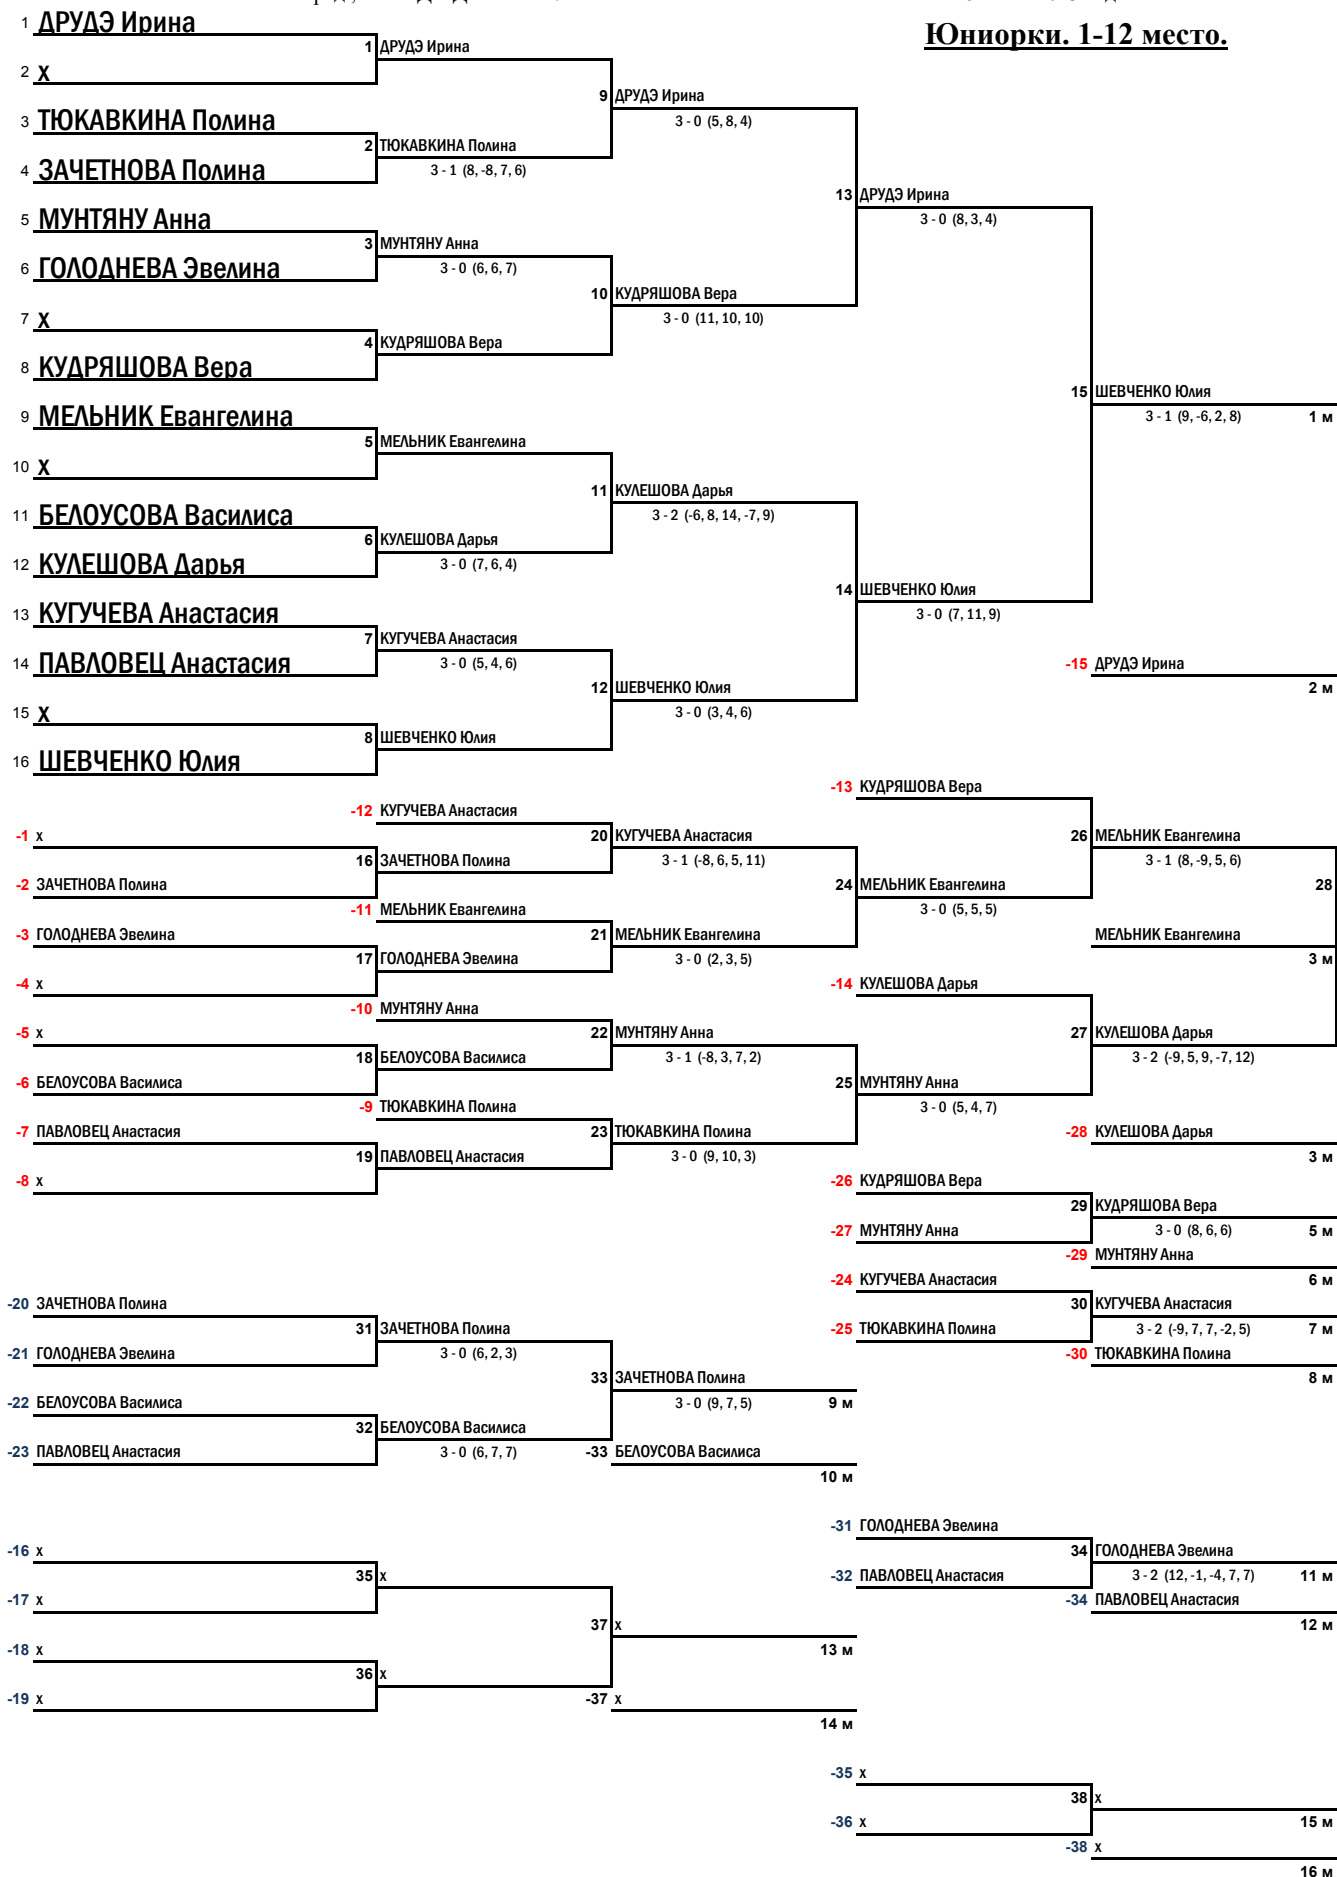 Юниорки. 1-12 место.
1 ДРУДЭ Ирина
1 ДРУДЭ Ирина
2 X
9 ДРУДЭ Ирина
3 - 0 (5, 8, 4)
3 ТЮКАВКИНА Полина
2 ТЮКАВКИНА Полина
3 - 1 (8, -8, 7, 6)
4 ЗАЧЕТНОВА Полина
13 ДРУДЭ Ирина
3 - 0 (8, 3, 4)
5 МУНТЯНУ Анна
3 МУНТЯНУ Анна
3 - 0 (6, 6, 7)
6 ГОЛОДНЕВА Эвелина
10 КУДРЯШОВА Вера
3 - 0 (11, 10, 10)
7 X
4 КУДРЯШОВА Вера
8 КУДРЯШОВА Вера
15 ШЕВЧЕНКО Юлия
3 - 1 (9, -6, 2, 8) 1 м
9 МЕЛЬНИК Евангелина
5 МЕЛЬНИК Евангелина
10 X
11 КУЛЕШОВА Дарья
3 - 2 (-6, 8, 14, -7, 9)
11 БЕЛОУСОВА Василиса
6 КУЛЕШОВА Дарья
3 - 0 (7, 6, 4)
12 КУЛЕШОВА Дарья
14 ШЕВЧЕНКО Юлия
3 - 0 (7, 11, 9)
13 КУГУЧЕВА Анастасия
7 КУГУЧЕВА Анастасия
3 - 0 (5, 4, 6)
14 ПАВЛОВЕЦ Анастасия
-15 ДРУДЭ Ирина
2 м
12 ШЕВЧЕНКО Юлия
3 - 0 (3, 4, 6)
15 X
8 ШЕВЧЕНКО Юлия
16 ШЕВЧЕНКО Юлия
-13 КУДРЯШОВА Вера
-12 КУГУЧЕВА Анастасия
-1 x
20 КУГУЧЕВА Анастасия
3 - 1 (-8, 6, 5, 11)
26 МЕЛЬНИК Евангелина
3 - 1 (8, -9, 5, 6)
16 ЗАЧЕТНОВА Полина
-2 ЗАЧЕТНОВА Полина
24 МЕЛЬНИК Евангелина
3 - 0 (5, 5, 5)
28
-11 МЕЛЬНИК Евангелина
-3 ГОЛОДНЕВА Эвелина
21 МЕЛЬНИК Евангелина
3 - 0 (2, 3, 5)
МЕЛЬНИК Евангелина
3 м
17 ГОЛОДНЕВА Эвелина
-4 x
-14 КУЛЕШОВА Дарья
-10 МУНТЯНУ Анна
-5 x
22 МУНТЯНУ Анна
3 - 1 (-8, 3, 7, 2)
27 КУЛЕШОВА Дарья
3 - 2 (-9, 5, 9, -7, 12)
18 БЕЛОУСОВА Василиса
-6 БЕЛОУСОВА Василиса
25 МУНТЯНУ Анна
3 - 0 (5, 4, 7)
-9 ТЮКАВКИНА Полина
-7 ПАВЛОВЕЦ Анастасия
23 ТЮКАВКИНА Полина
3 - 0 (9, 10, 3)
-28 КУЛЕШОВА Дарья
3 м
19 ПАВЛОВЕЦ Анастасия
-8 x
-26 КУДРЯШОВА Вера
29 КУДРЯШОВА Вера
3 - 0 (8, 6, 6) 5 м
-27 МУНТЯНУ Анна
-29 МУНТЯНУ Анна
6 м
-24 КУГУЧЕВА Анастасия
-20 ЗАЧЕТНОВА Полина
30 КУГУЧЕВА Анастасия
3 - 2 (-9, 7, 7, -2, 5) 7 м
31 ЗАЧЕТНОВА Полина
3 - 0 (6, 2, 3)
-25 ТЮКАВКИНА Полина
-21 ГОЛОДНЕВА Эвелина
-30 ТЮКАВКИНА Полина
8 м
33 ЗАЧЕТНОВА Полина
3 - 0 (9, 7, 5) 9 м
-22 БЕЛОУСОВА Василиса
32 БЕЛОУСОВА Василиса
3 - 0 (6, 7, 7)
-23 ПАВЛОВЕЦ Анастасия
-33 БЕЛОУСОВА Василиса
10 м
-31 ГОЛОДНЕВА Эвелина
-16 x
34 ГОЛОДНЕВА Эвелина
3 - 2 (12, -1, -4, 7, 7) 11 м
35 x
-32 ПАВЛОВЕЦ Анастасия
-17 x
-34 ПАВЛОВЕЦ Анастасия
12 м
37 x
13 м
-18 x
36 x
-19 x
-37 x
14 м
-35 x
38 x
15 м
-36 x
-38 x
16 м